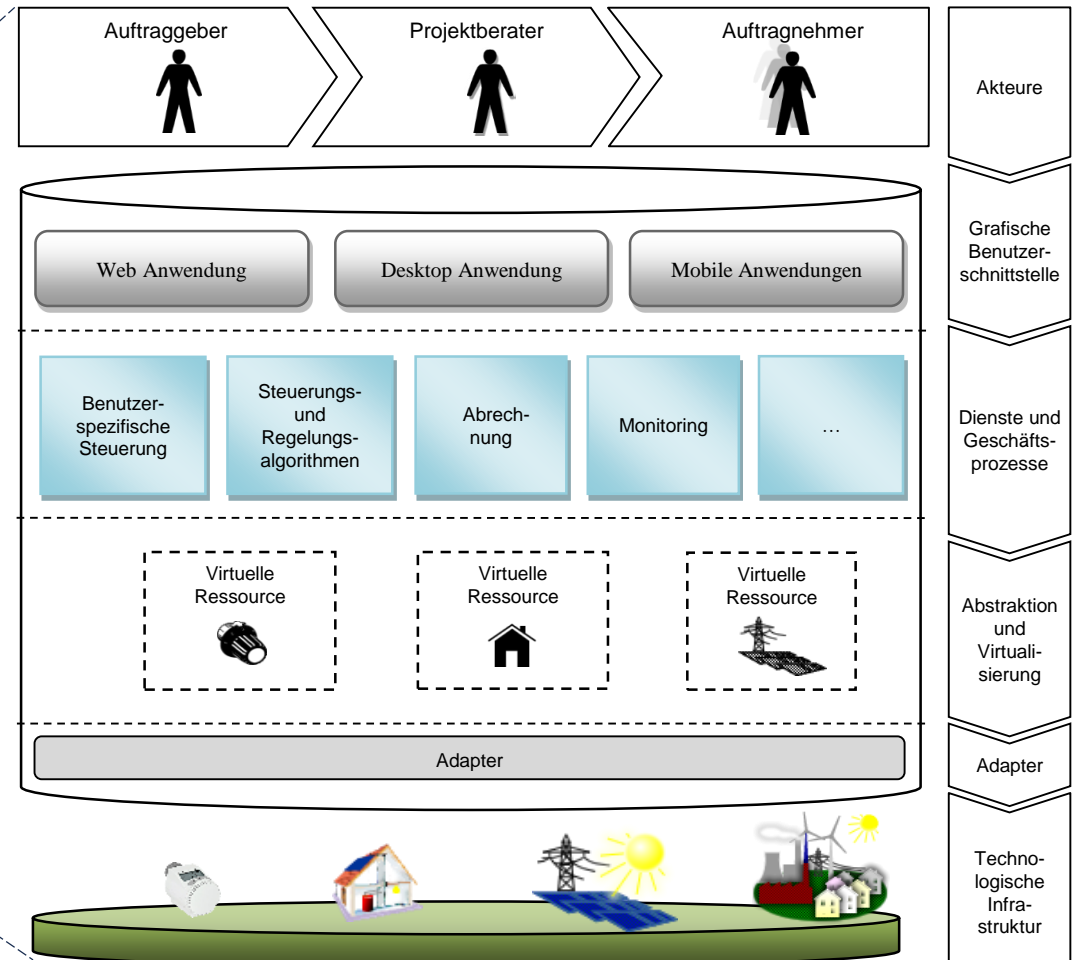 Auftraggeber
Projektberater
Auftragnehmer
Akteure
Grafische
Benutzer-
schnittstelle
Web Anwendung
Desktop Anwendung
Mobile Anwendungen
Benutzer-
spezifische
Steuerung
Steuerungs-
und
Regelungs-
algorithmen
Abrech-
nung
Monitoring
…
Dienste und
Geschäfts-
prozesse
Virtuelle
Ressource
Virtuelle
Ressource
Virtuelle
Ressource
Abstraktion
und
Virtuali-
sierung
Adapter
Adapter
Techno-
logische
Infra-
struktur